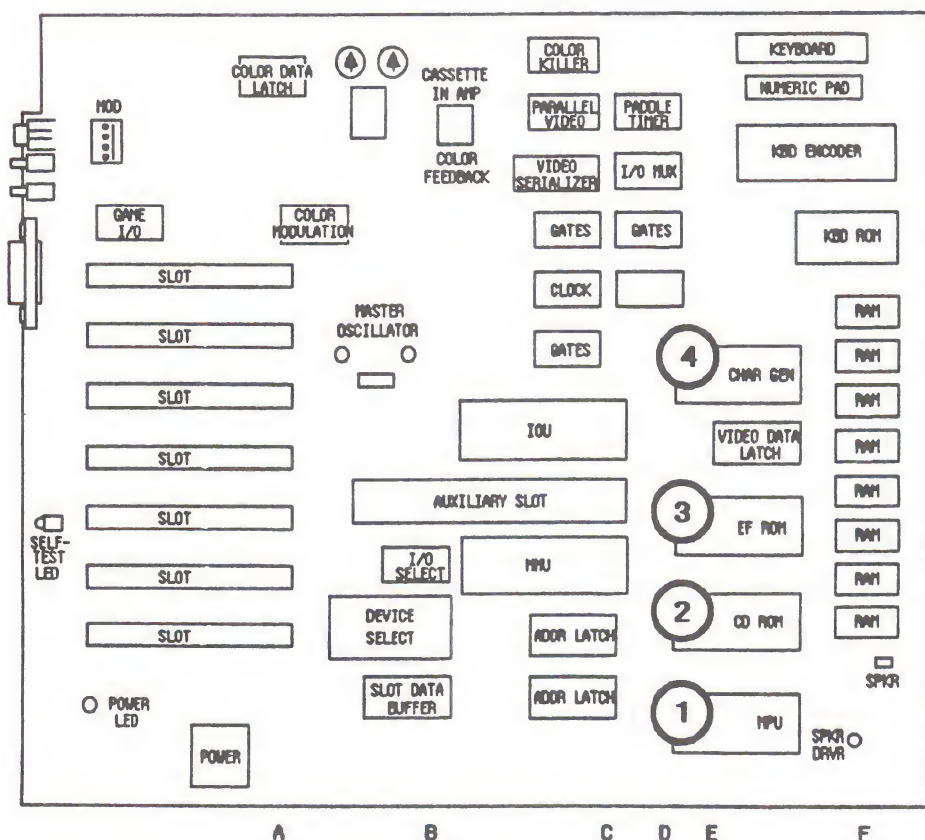 COLOR DATA
LATCH
CASSETTE
IN AMP
COLOR
FEEDBACK
COLOR
KILLER
KEYBOARD
NUMERIC PAD
MOD
PARALLEL
VIDEO
PADDLE
TIMER
KBD ENCODER
VIDEO
SERIALIZER
I/O MUX
GAME
I/O
COLOR
MODULATION
GATES
GATES
KBD ROM
SLOT
CLOCK
MASTER
OSCILLATOR
RAM
SLOT
GATES
4
CHAR GEN
RAM
SLOT
RAM
IOU
VIDEO DATA
LATCH
SLOT
RAM
AUXILIARY SLOT
3
EF ROM
RAM
SLOT
SELF-
TEST
LED
RAM
I/O
SELECT
MMU
SLOT
RAM
DEVICE
SELECT
2
CD ROM
ADDR LATCH
SLOT
RAM
SPKR
SLOT DATA
BUFFER
ADDR LATCH
1
MPU
POWER
LED
POWER
SPKR
DRVR
A B C D E F